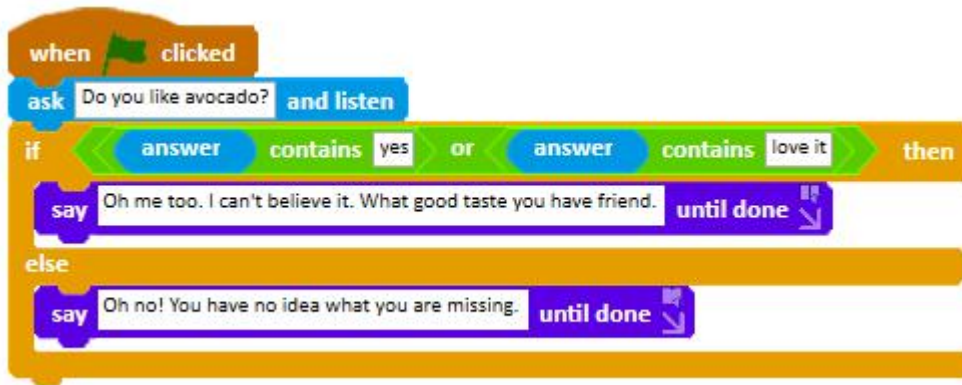 when clicked
ask Do you like avocado? and listen
if answer contains yes or answer contains love it then
say Oh me too. I can't believe it. What good taste you have friend. until done
else
say Oh no! You have no idea what you are missing. until done